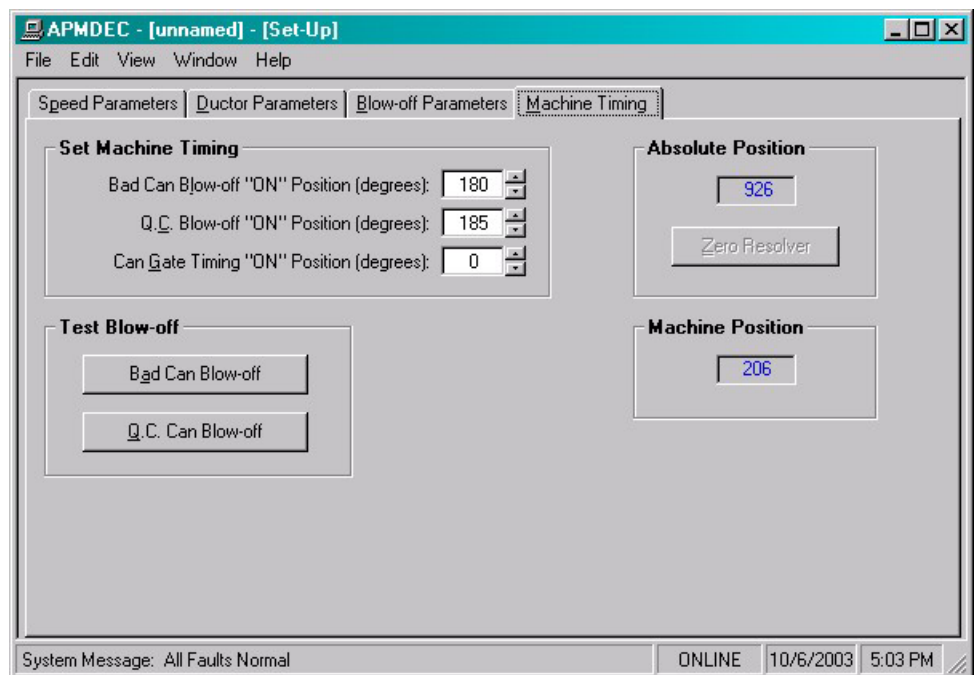 APMDEC - [unnamed] - [Set-Up]
File Edit View Window Help
Speed Parameters Ductor Parameters Blow-off Parameters Machine Timing
Set Machine Timing
Bad Can Blow-off "ON" Position (degrees): 180
Q.C. Blow-off "ON" Position (degrees): 185
Can Gate Timing "ON" Position (degrees): 0
Absolute Position
926
Zero Resolver
Test Blow-off
Bad Can Blow-off
Q.C. Can Blow-off
Machine Position
206
System Message: All Faults Normal ONLINE 10/6/2003 5:03 PM